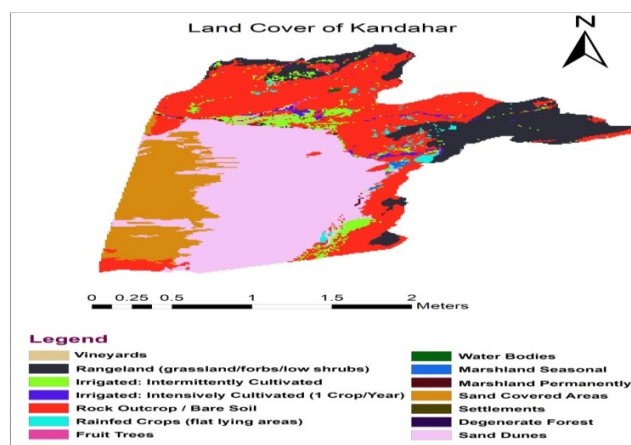 Land Cover of Kandahar
N
0 0.25 0.5 1 1.5 2
Meters
Legend
Vineyards
Rangeland (grassland/forbs/low shrubs)
Irrigated: Intermittently Cultivated
Irrigated: Intensively Cultivated (1 Crop/Year)
Rock Outcrop / Bare Soil
Rainfed Crops (flat lying areas)
Fruit Trees
Water Bodies
Marshland Seasonal
Marshland Permanently
Sand Covered Areas
Settlements
Degenerate Forest
Sand Dunes